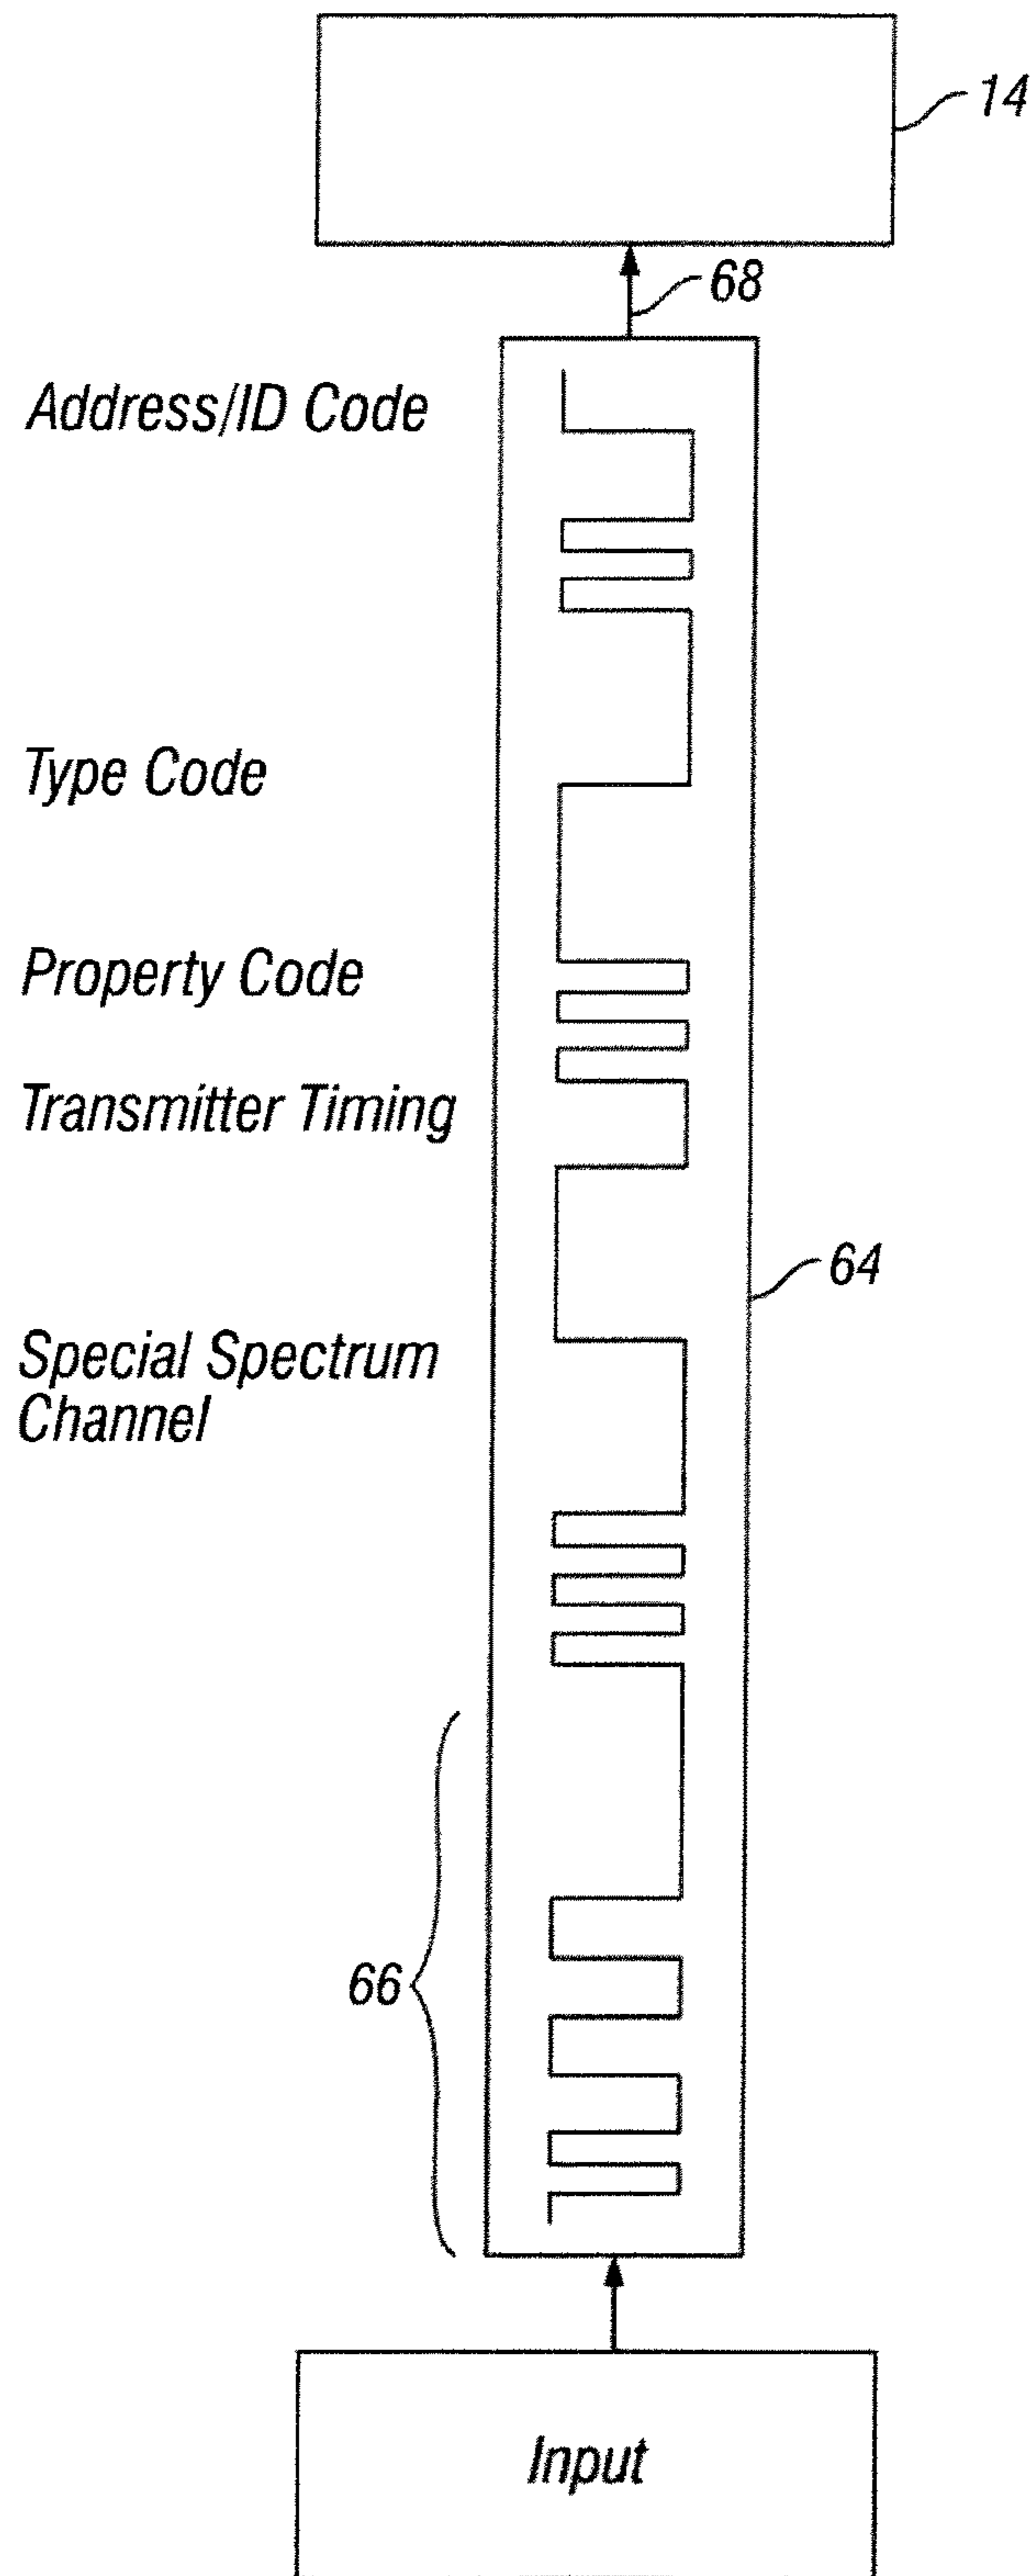 14
68
Address/ID Code
Type Code
Property Code
Transmitter Timing
64
Special Spectrum
Channel
66
Input